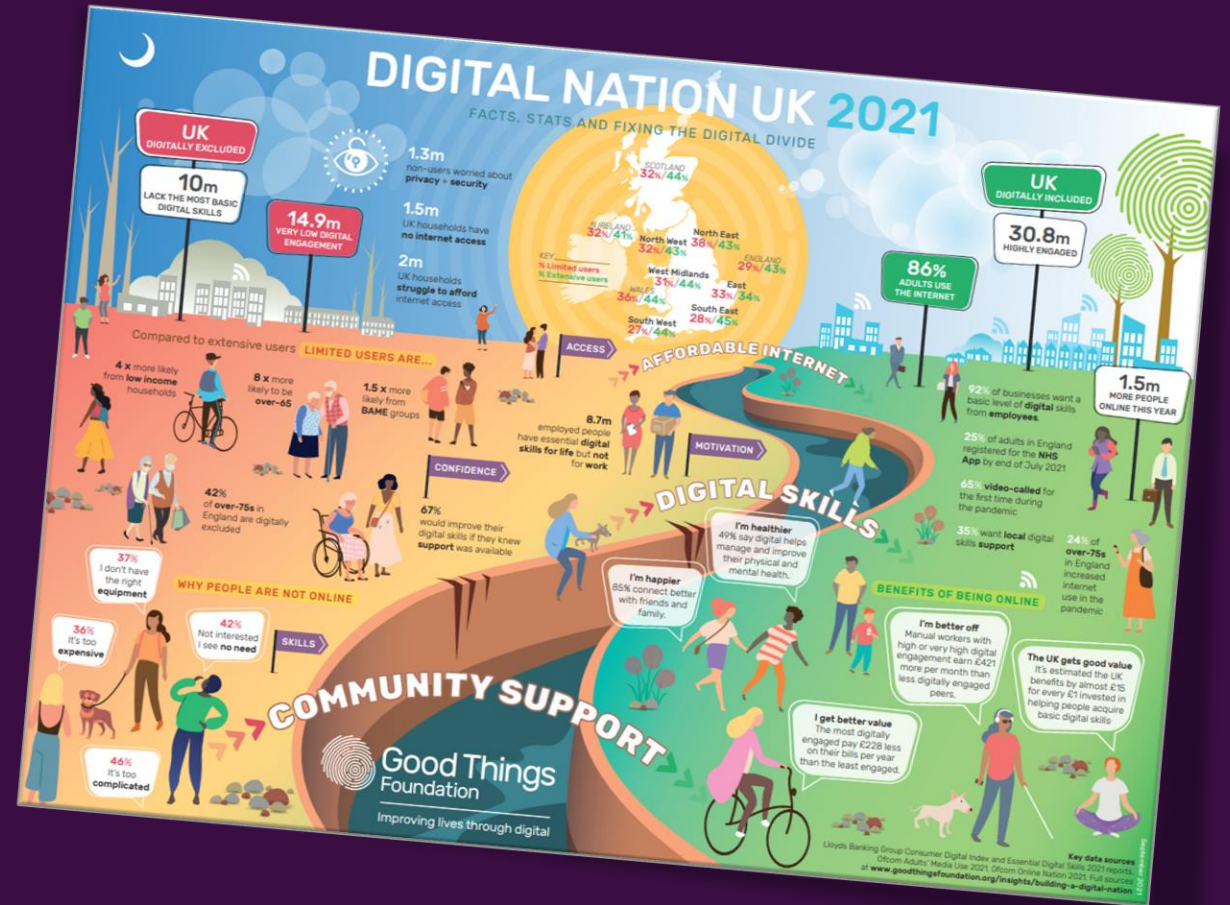 DIGITAL NATION UK 2021
FACTS, STATS AND FIXING THE DIGITAL DIVIDE
UK
DIGITALLY EXCLUDED
10m
LACK THE MOST BASIC
DIGITAL SKILLS
14.9m
VERY LOW DIGITAL
ENGAGEMENT
1.3m
non-users worried about
privacy + security
1.5m
UK households have
no internet access
2m
UK households
struggle to afford
internet access
SCOTLAND
32%/44%
N IRELAND
32%/41%
North West
32%/43%
North East
38%/43%
ENGLAND
29%/43%
KEY
% Limited users
% Extensive users
West Midlands
31%/44%
East
33%/34%
WALES
36%/44%
South East
28%/45%
South West
27%/44%
UK
DIGITALLY INCLUDED
30.8m
HIGHLY ENGAGED
86%
ADULTS USE
THE INTERNET
1.5m
MORE PEOPLE
ONLINE THIS YEAR
Compared to extensive users LIMITED USERS ARE...
4 x more likely
from low income
households
8 x more
likely to be
over-65
1.5 x more
likely from
BAME groups
8.7m
employed people
have essential digital
skills for life but not
for work
42%
of over-75s in
England are digitally
excluded
67%
would improve their
digital skills if they knew
support was available
ACCESS
AFFORDABLE INTERNET
MOTIVATION
CONFIDENCE
DIGITAL SKILLS
SKILLS
COMMUNITY SUPPORT
WHY PEOPLE ARE NOT ONLINE
37%
I don't have
the right
equipment
36%
It's too
expensive
42%
Not interested
I see no need
46%
It's too
complicated
92% of businesses want a
basic level of digital skills
from employees
25% of adults in England
registered for the NHS
App by end of July 2021
65% video-called for
the first time during
the pandemic
35% want local digital
skills support
24% of
over-75s
in England
increased
internet
use in the
pandemic
BENEFITS OF BEING ONLINE
I'm healthier
49% say digital helps
manage and improve
their physical and
mental health.
I'm happier
85% connect better
with friends and
family.
I'm better off
Manual workers with
high or very high digital
engagement earn £421
more per month than
less digitally engaged
peers.
The UK gets good value
It's estimated the UK
benefits by almost £15
for every £1 invested in
helping people acquire
basic digital skills
I get better value
The most digitally
engaged pay £228 less
on their bills per year
than the least engaged.
Good Things
Foundation
Improving lives through digital
Key data sources
Lloyds Banking Group Consumer Digital Index and Essential Digital Skills 2021 reports,
Ofcom Adults' Media Use 2021, Ofcom Online Nation 2021. Full sources
at www.goodthingsfoundation.org/insights/building-a-digital-nation
September 2021